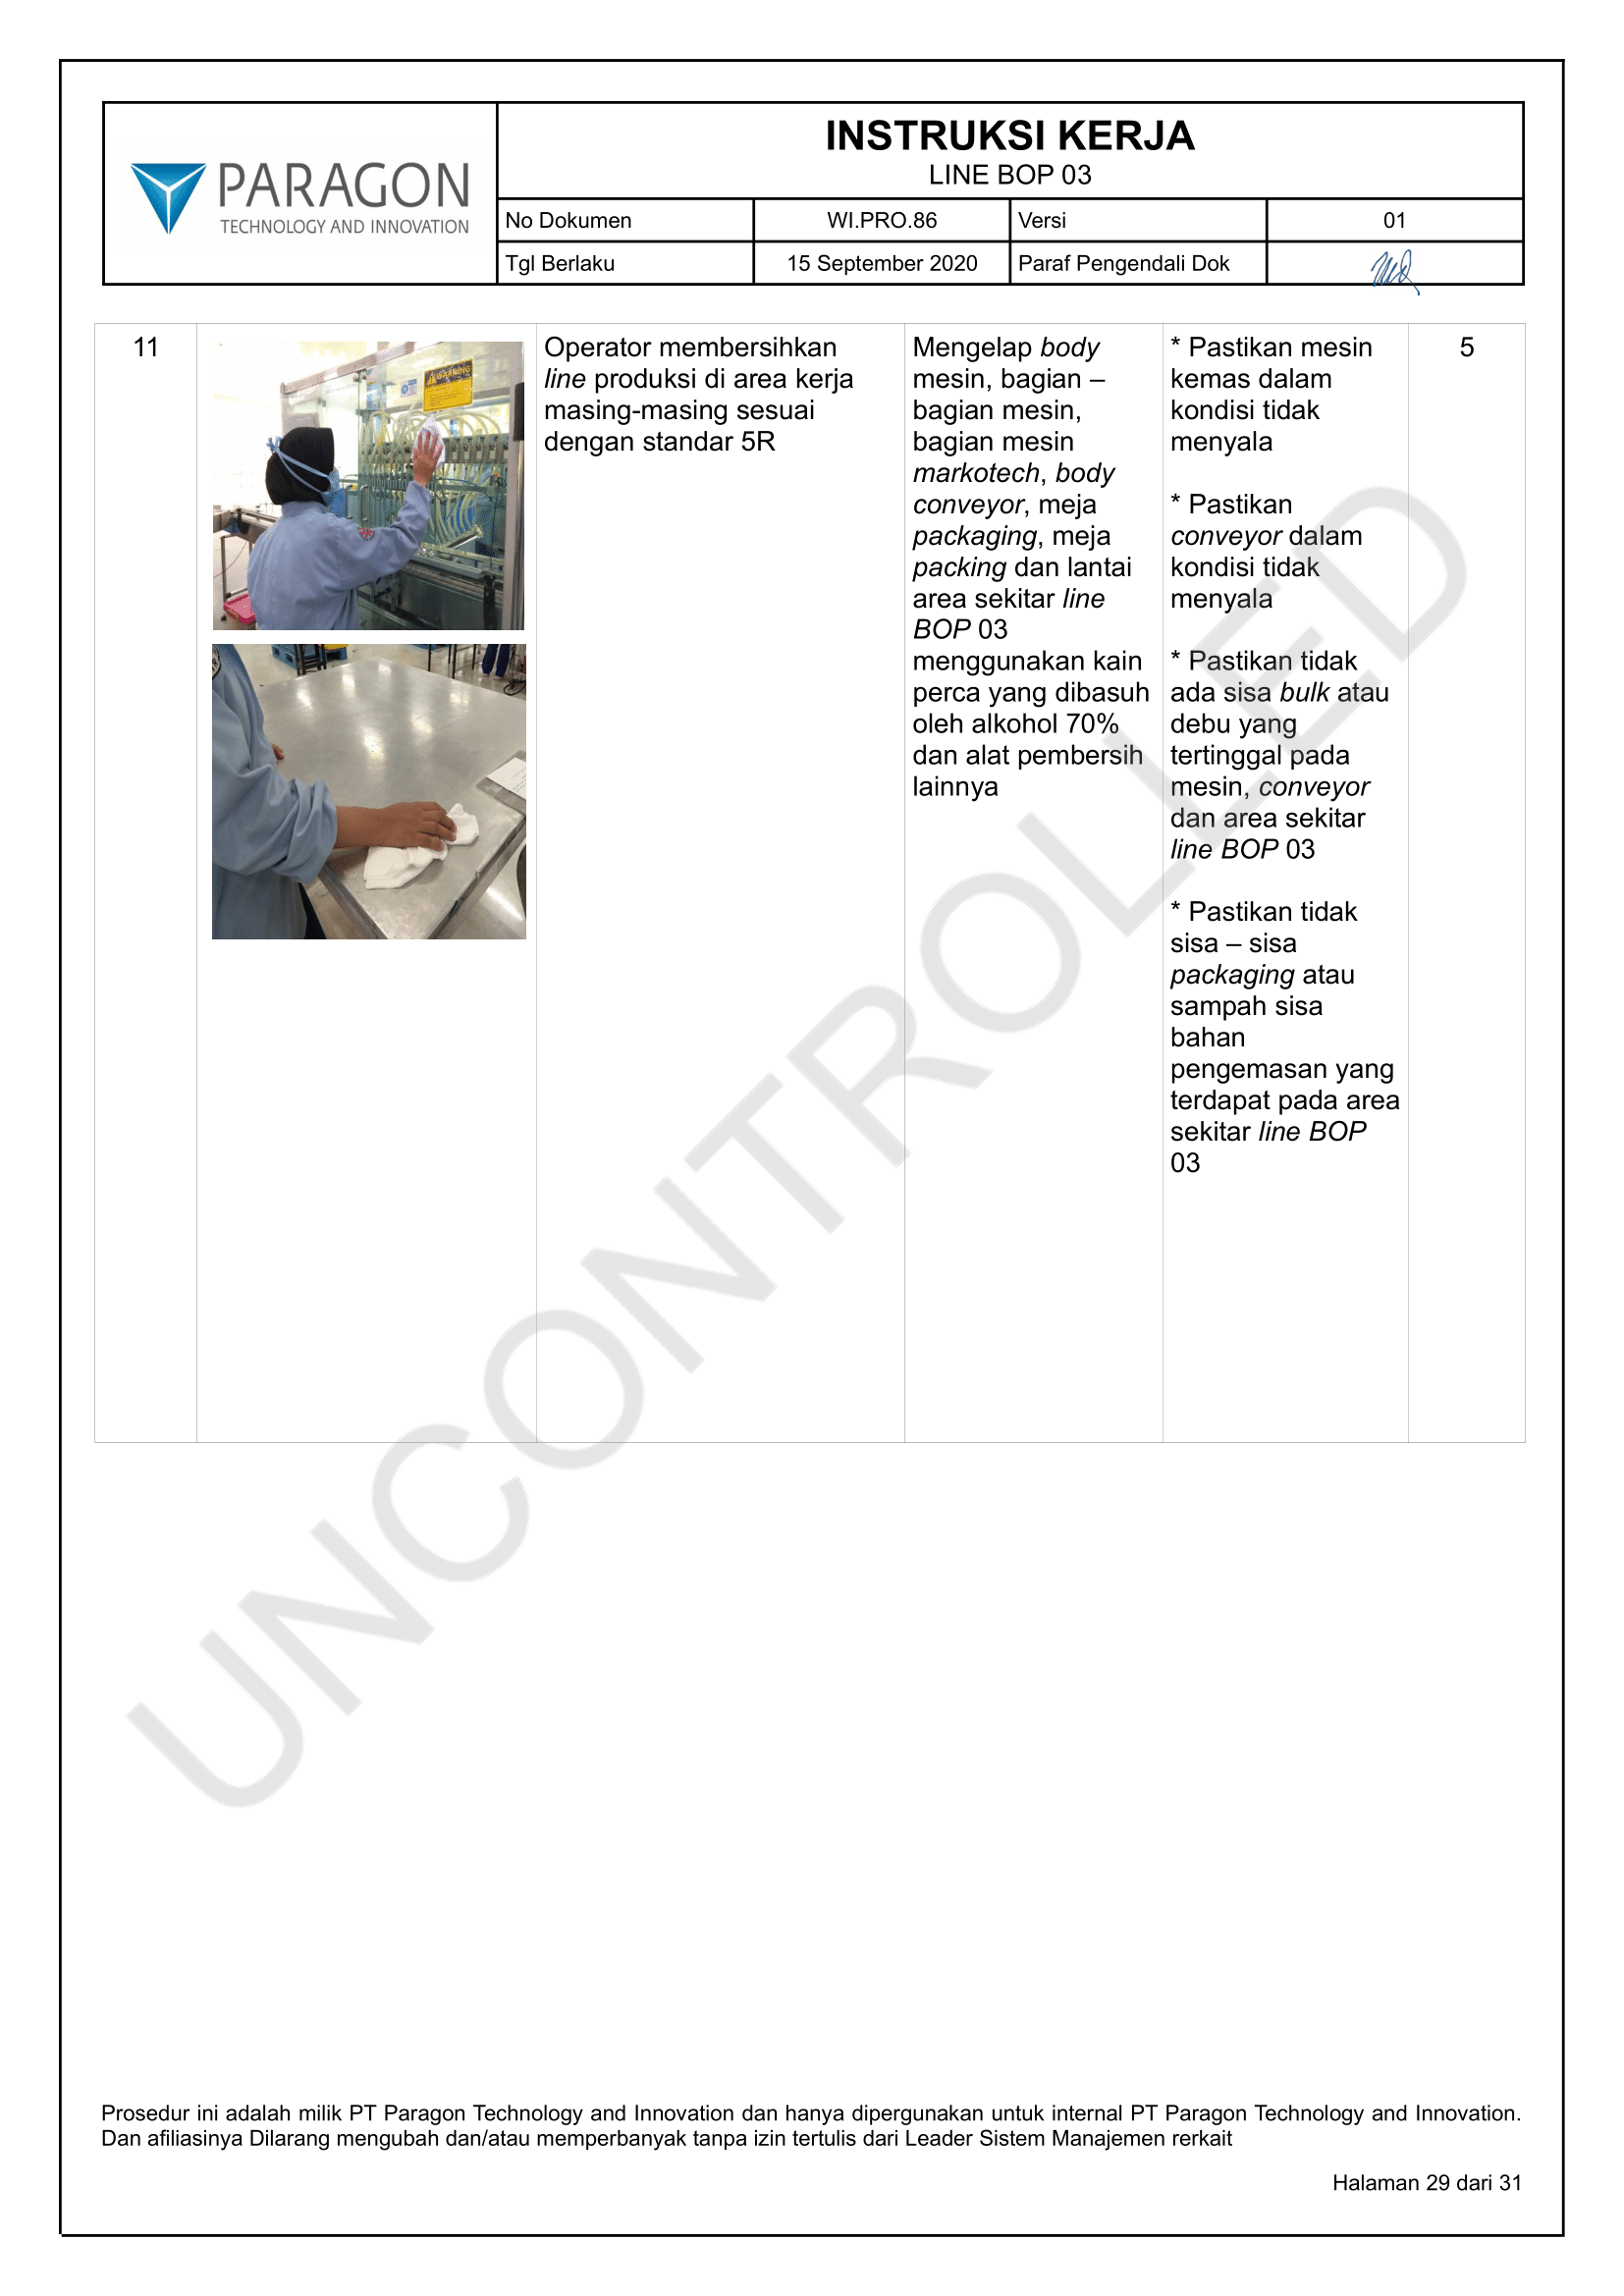 PARAGON
TECHNOLOGY AND INNOVATION
INSTRUKSI KERJA
LINE BOP 03
No Dokumen
WI.PRO.86
Versi
01
Tgl Berlaku
15 September 2020
Paraf Pengendali Dok
11
WARNING
Operator membersihkan
line produksi di area kerja
masing-masing sesuai
dengan standar 5R
Mengelap body
mesin, bagian –
bagian mesin,
bagian mesin
markotech, body
conveyor, meja
packaging, meja
packing dan lantai
area sekitar line
BOP 03
menggunakan kain
perca yang dibasuh
oleh alkohol 70%
dan alat pembersih
lainnya
* Pastikan mesin
kemas dalam
kondisi tidak
menyala
* Pastikan
conveyor dalam
kondisi tidak
menyala
* Pastikan tidak
ada sisa bulk atau
debu yang
tertinggal pada
mesin, conveyor
dan area sekitar
line BOP 03
* Pastikan tidak
sisa – sisa
packaging atau
sampah sisa
bahan
pengemasan yang
terdapat pada area
sekitar line BOP
03
5
UNCONTROLLED
Prosedur ini adalah milik PT Paragon Technology and Innovation dan hanya dipergunakan untuk internal PT Paragon Technology and Innovation.
Dan afiliasinya Dilarang mengubah dan/atau memperbanyak tanpa izin tertulis dari Leader Sistem Manajemen rerkait
Halaman 29 dari 31